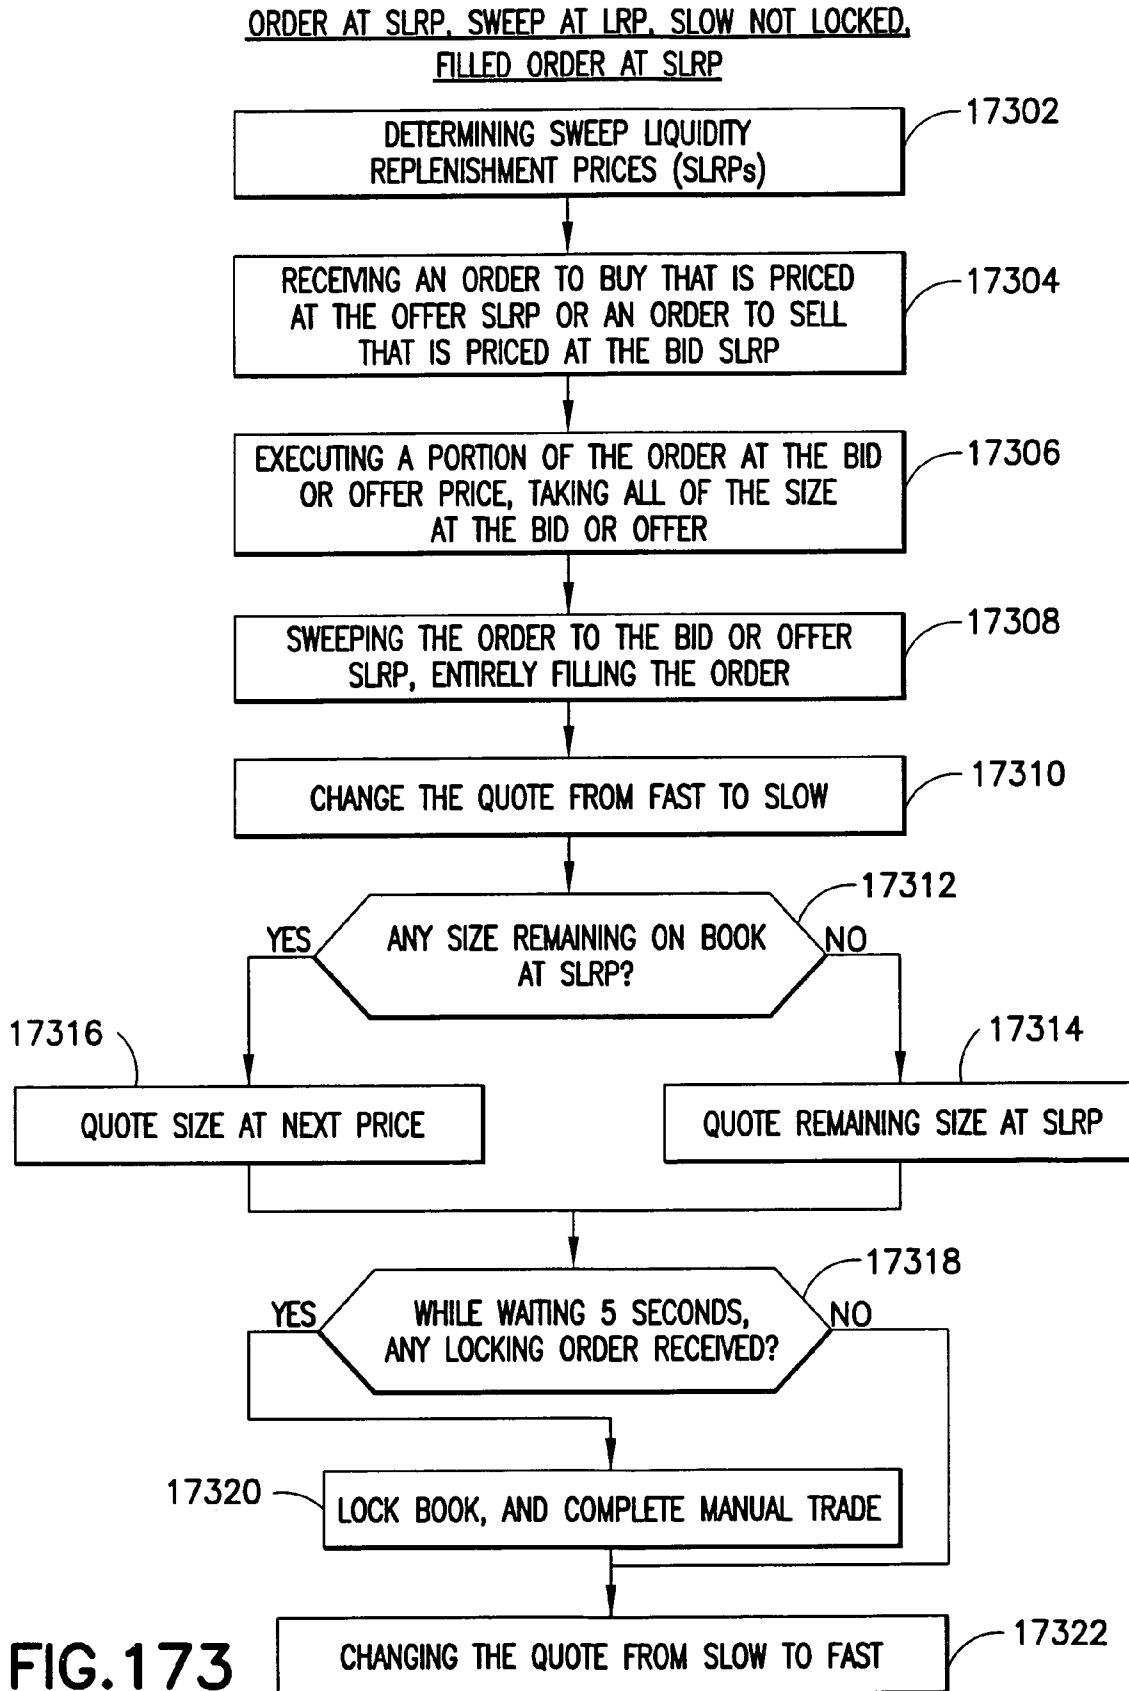 ORDER AT SLRP, SWEEP AT LRP, SLOW NOT LOCKED,
FILLED ORDER AT SLRP
17302
DETERMINING SWEEP LIQUIDITY
REPLENISHMENT PRICES (SLRPs)
17304
RECEIVING AN ORDER TO BUY THAT IS PRICED
AT THE OFFER SLRP OR AN ORDER TO SELL
THAT IS PRICED AT THE BID SLRP
17306
EXECUTING A PORTION OF THE ORDER AT THE BID
OR OFFER PRICE, TAKING ALL OF THE SIZE
AT THE BID OR OFFER
17308
SWEEPING THE ORDER TO THE BID OR OFFER
SLRP, ENTIRELY FILLING THE ORDER
17310
CHANGE THE QUOTE FROM FAST TO SLOW
17312
YES
ANY SIZE REMAINING ON BOOK
AT SLRP?
NO
17316
17314
QUOTE SIZE AT NEXT PRICE
QUOTE REMAINING SIZE AT SLRP
17318
YES
WHILE WAITING 5 SECONDS,
ANY LOCKING ORDER RECEIVED?
NO
17320
LOCK BOOK, AND COMPLETE MANUAL TRADE
17322
CHANGING THE QUOTE FROM SLOW TO FAST
FIG.173